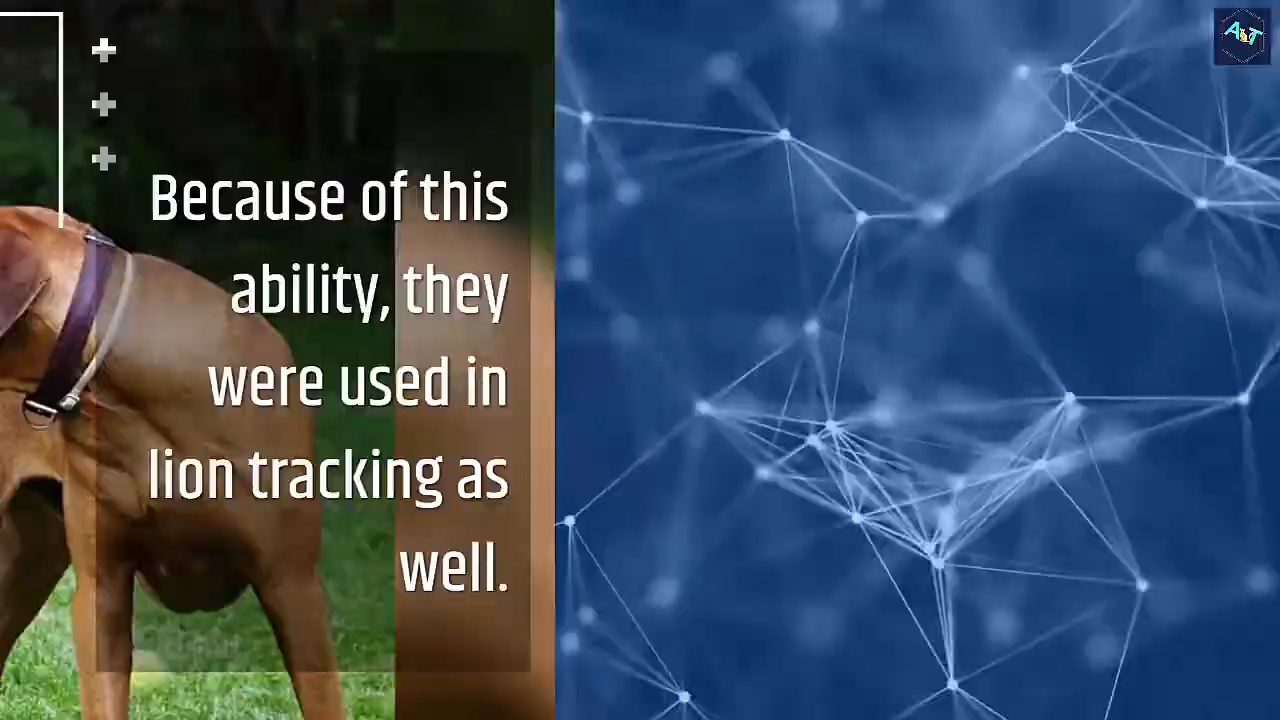 A&T
Because of this
ability, they
were used in
lion tracking as
well.